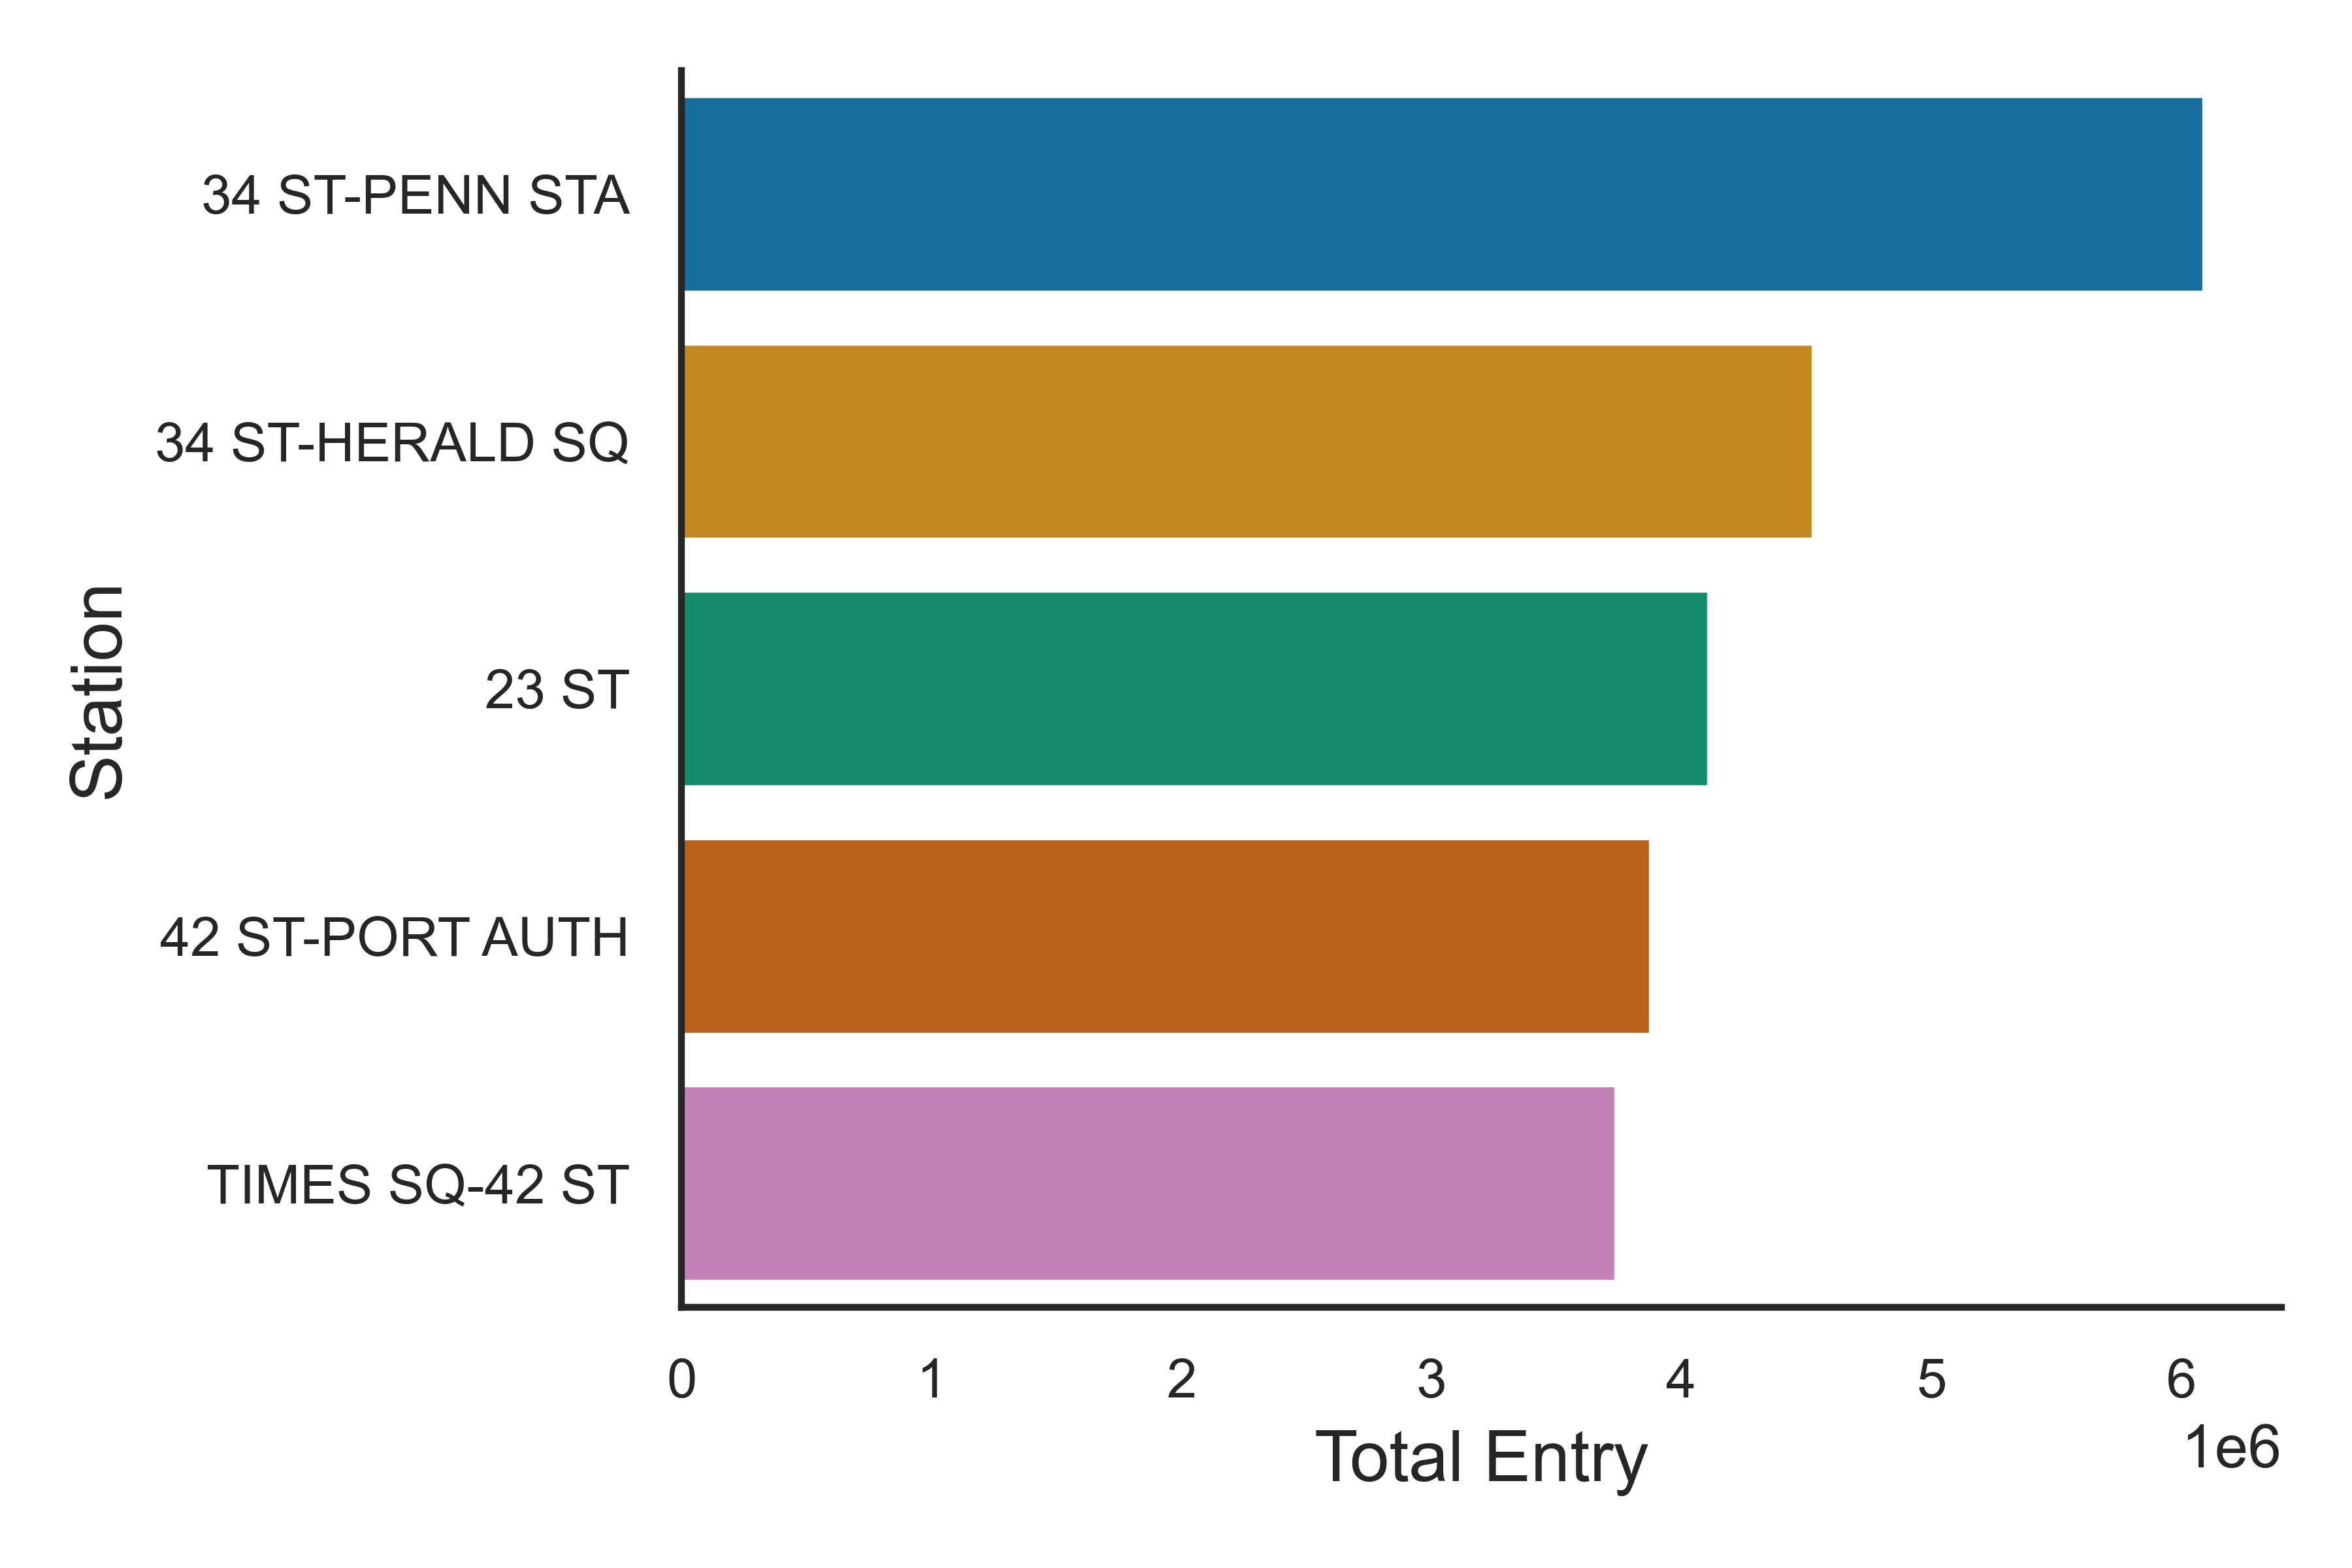 34 ST-PENN STA
34 ST-HERALD SQ
23 ST
42 ST-PORT AUTH
TIMES SQ-42 ST
Station
0 1 2 3 4 5 6
1e6
Total Entry